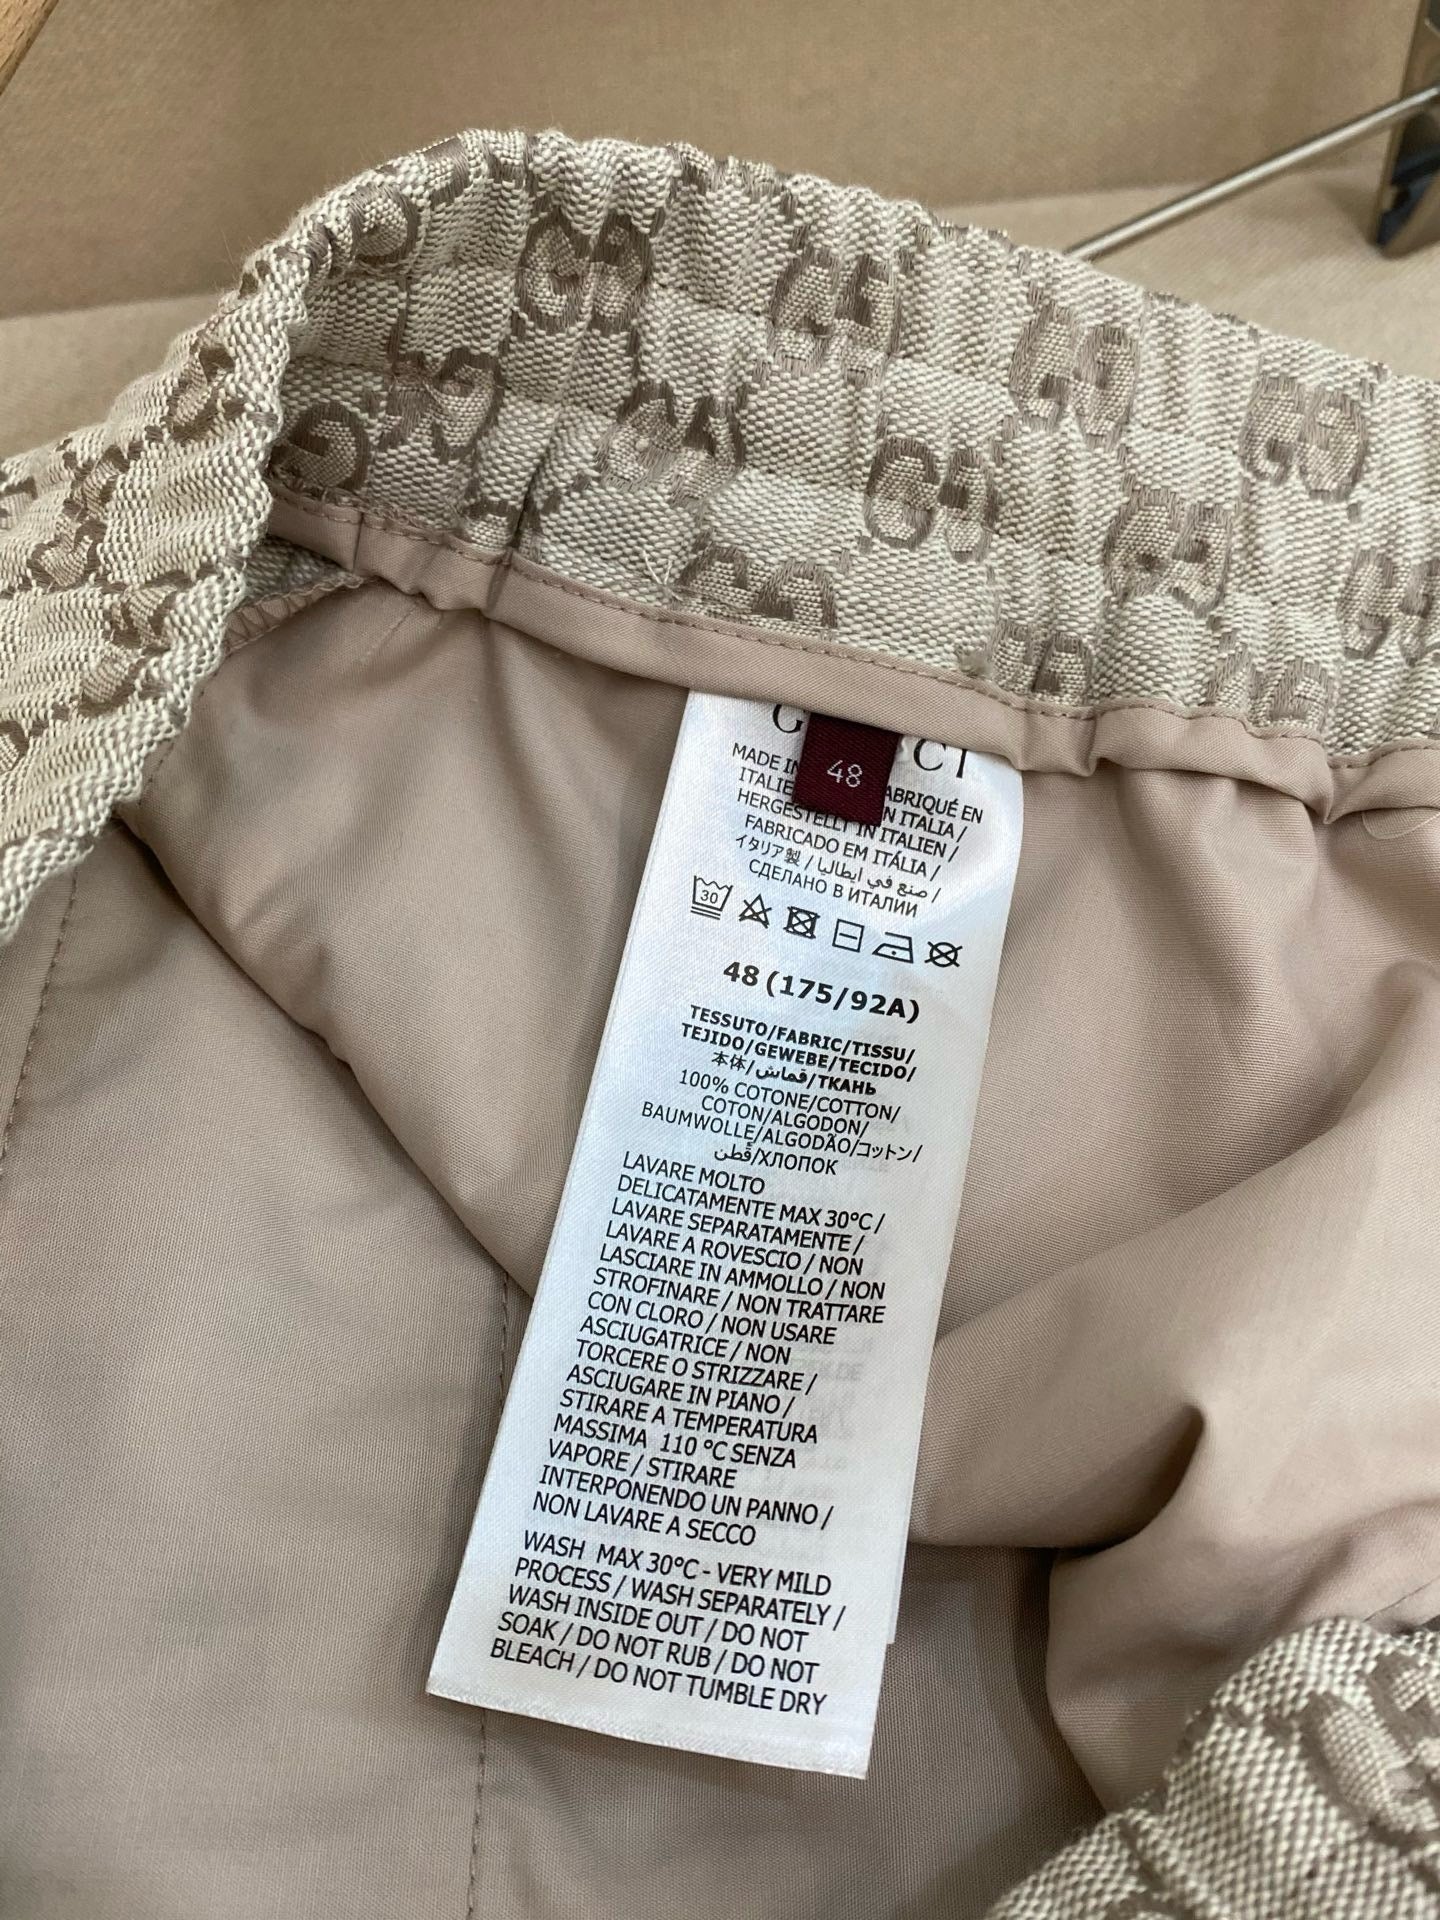 48
MADE IN ABRIQUÉ EN
ITALIE N ITALIA /
HERGESTELLT IN ITALIEN /
FABRICADO EM ITÁLIA /
イタリア製 / صنع في ايطاليا /
СДЕЛАНО В ИТАЛИИ
30
48 (175/92A)
TESSUTO/FABRIC/TISSU/
TEJIDO/GEWEBE/TECIDO/
本体/قماش/ТКАНЬ
100% COTONE/COTTON/
COTON/ALGODON/
BAUMWOLLE/ALGODÃO/コットン/
قطن/ХЛОПОК
LAVARE MOLTO
DELICATAMENTE MAX 30°C /
LAVARE SEPARATAMENTE /
LAVARE A ROVESCIO / NON
LASCIARE IN AMMOLLO / NON
STROFINARE / NON TRATTARE
CON CLORO / NON USARE
ASCIUGATRICE / NON
TORCERE O STRIZZARE /
ASCIUGARE IN PIANO /
STIRARE A TEMPERATURA
MASSIMA 110 °C SENZA
VAPORE / STIRARE
INTERPONENDO UN PANNO /
NON LAVARE A SECCO
WASH MAX 30°C - VERY MILD
PROCESS / WASH SEPARATELY /
WASH INSIDE OUT / DO NOT
SOAK / DO NOT RUB / DO NOT
BLEACH / DO NOT TUMBLE DRY